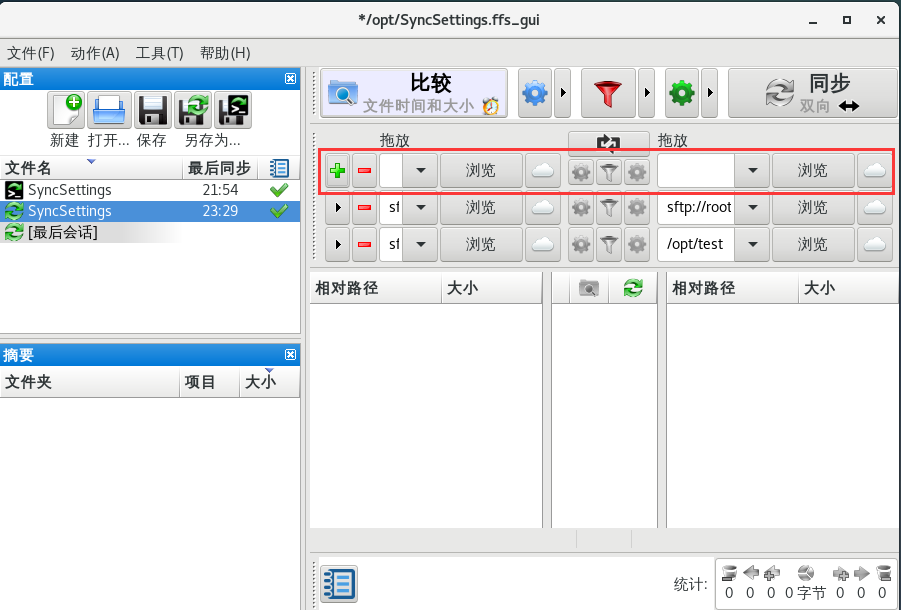 */opt/SyncSettings.ffs_gui
文件(F) 动作(A) 工具(T) 帮助(H)
配置
新建 打开... 保存 另存为...
文件名 最后同步
SyncSettings 21:54
SyncSettings 23:29
[最后会话]
摘要
文件夹 项目 大小
比较
文件时间和大小
同步
双向
拖放 拖放
浏览 浏览
sf 浏览 sftp://root 浏览
sf 浏览 /opt/test 浏览
相对路径 大小 相对路径 大小
统计: 0 0 0 0 字节 0 0 0